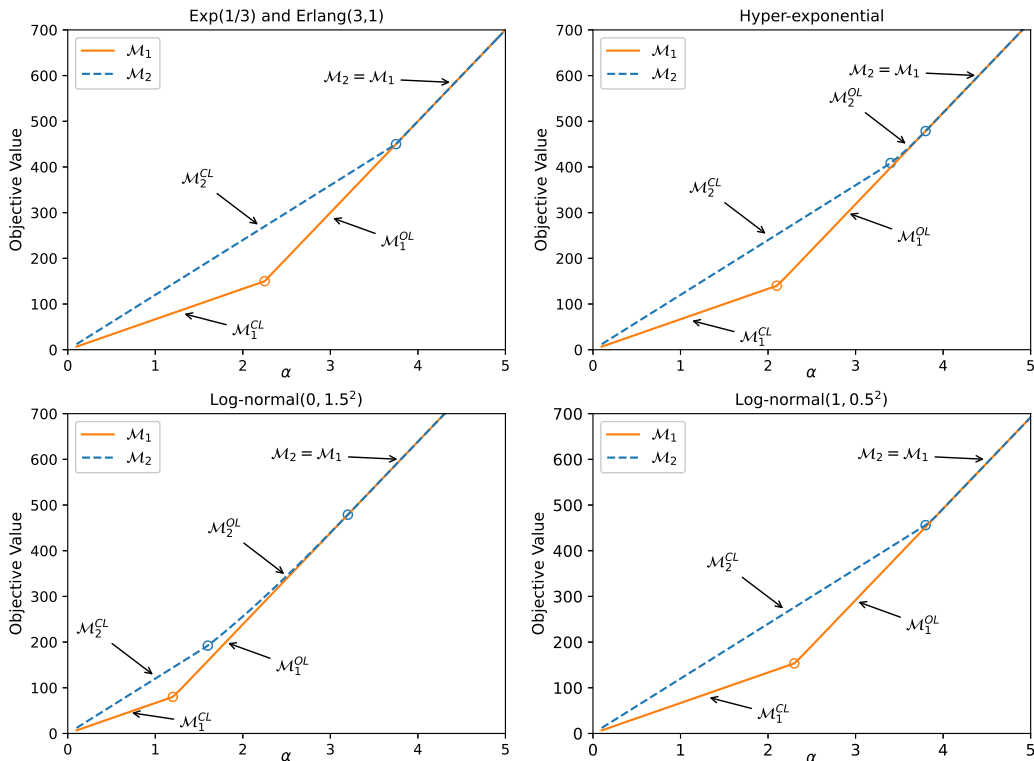 Exp(1/3) and Erlang(3,1)
Objective Value
700
600
500
400
300
200
100
0
ℳ₁
ℳ₂
ℳ₂ = ℳ₁
ℳ₂^{CL}
ℳ₁^{OL}
ℳ₁^{CL}
0 1 2 3 4 5
α
Hyper-exponential
Objective Value
700
600
500
400
300
200
100
0
ℳ₁
ℳ₂
ℳ₂ = ℳ₁
ℳ₂^{OL}
ℳ₂^{CL}
ℳ₁^{OL}
ℳ₁^{CL}
0 1 2 3 4 5
α
Log-normal(0, 1.5²)
Objective Value
700
600
500
400
300
200
100
0
ℳ₁
ℳ₂
ℳ₂ = ℳ₁
ℳ₂^{OL}
ℳ₂^{CL}
ℳ₁^{OL}
ℳ₁^{CL}
0 1 2 3 4 5
α
Log-normal(1, 0.5²)
Objective Value
700
600
500
400
300
200
100
0
ℳ₁
ℳ₂
ℳ₂ = ℳ₁
ℳ₂^{CL}
ℳ₁^{OL}
ℳ₁^{CL}
0 1 2 3 4 5
α